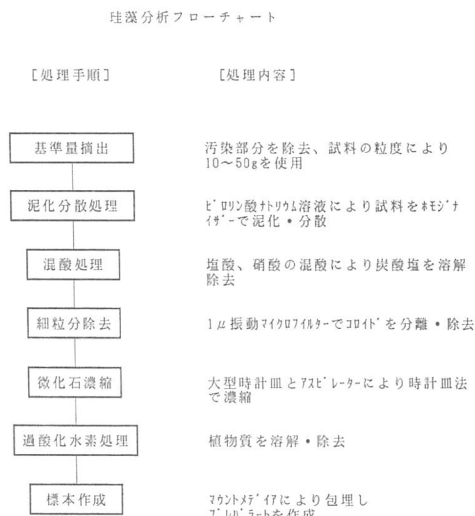 珪藻分析フローチャート
［処理手順］ ［処理内容］
基準量摘出
汚染部分を除去、試料の粒度により
10～50gを使用
泥化分散処理
ﾋﾟﾛﾘﾝ酸ﾅﾄﾘｳﾑ溶液により試料をﾎﾓｼﾞﾅ
ｲｻﾞｰで泥化・分散
混酸処理
塩酸、硝酸の混酸により炭酸塩を溶解
除去
細粒分除去
1μ振動ﾏｲｸﾛﾌｨﾙﾀｰでｺﾛｲﾄﾞを分離・除去
微化石濃縮
大型時計皿とｱｽﾋﾟﾚｰﾀｰにより時計皿法
で濃縮
過酸化水素処理
植物質を溶解・除去
標本作成
ﾏｳﾝﾄﾒﾃﾞｨｱにより包埋し
ﾌﾟﾚﾊﾟﾗｰﾄを作成